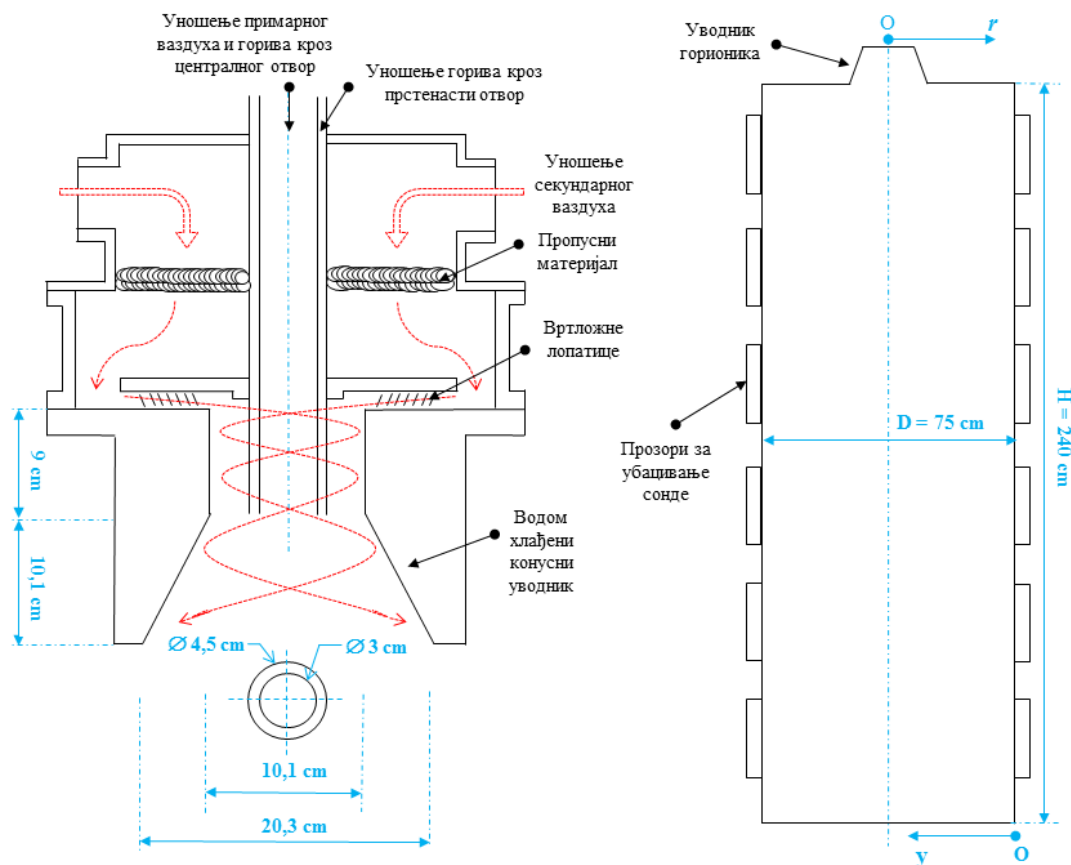 Уношење примарног
ваздуха и горива кроз
централног отвор
Уношење горива кроз
прстенасти отвор
Уношење
секундарног
ваздуха
Пропусни
материјал
Вртложне
лопатице
9 cm
10,1 cm
Водом
хлађени
конусни
уводник
Ø 4,5 cm
Ø 3 cm
10,1 cm
20,3 cm
Уводник
горионика
O
r
Прозори за
убацивање
сонде
D = 75 cm
H = 240 cm
y
O